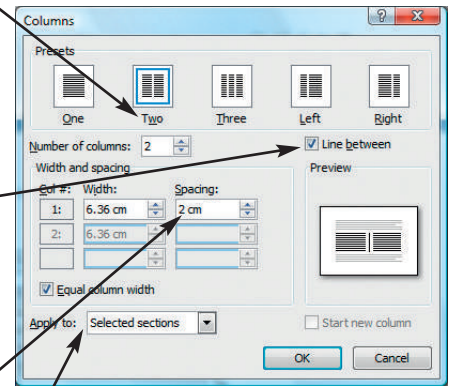 Columns
Presets
One Two Three Left Right
Number of columns: 2
Line between
Width and spacing
Preview
Col #: Width: Spacing:
1: 6.36 cm 2 cm
2: 6.36 cm
Equal column width
Apply to: Selected sections
Start new column
OK Cancel